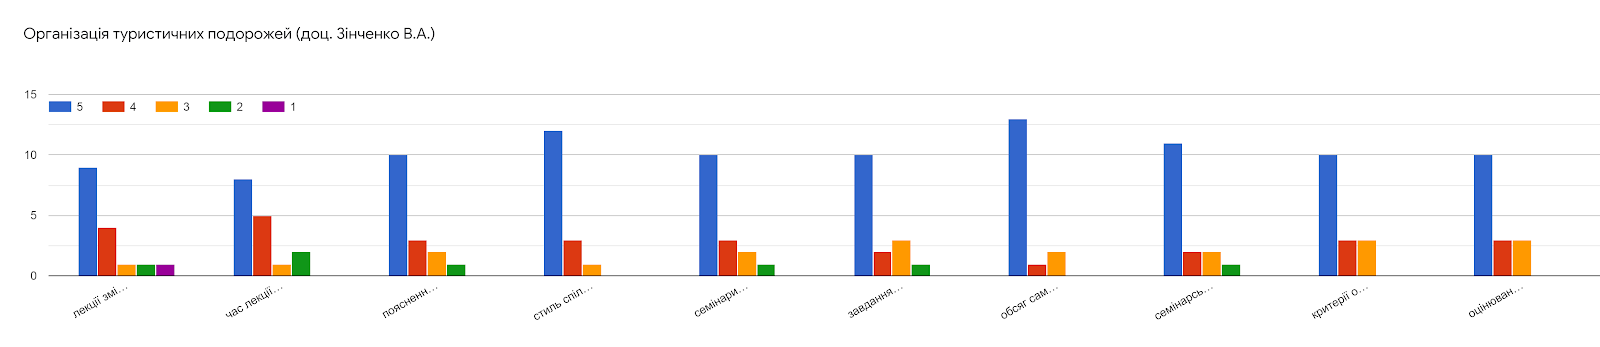 Організація туристичних подорожей (доц. Зінченко В.А.)
15
5 4 3 2 1
10
5
0
лекції змі…
час лекції…
пояснен…
стиль спіл…
семінари…
завдання…
обсяг сам…
семінарсь…
критерії о…
оцінюван…